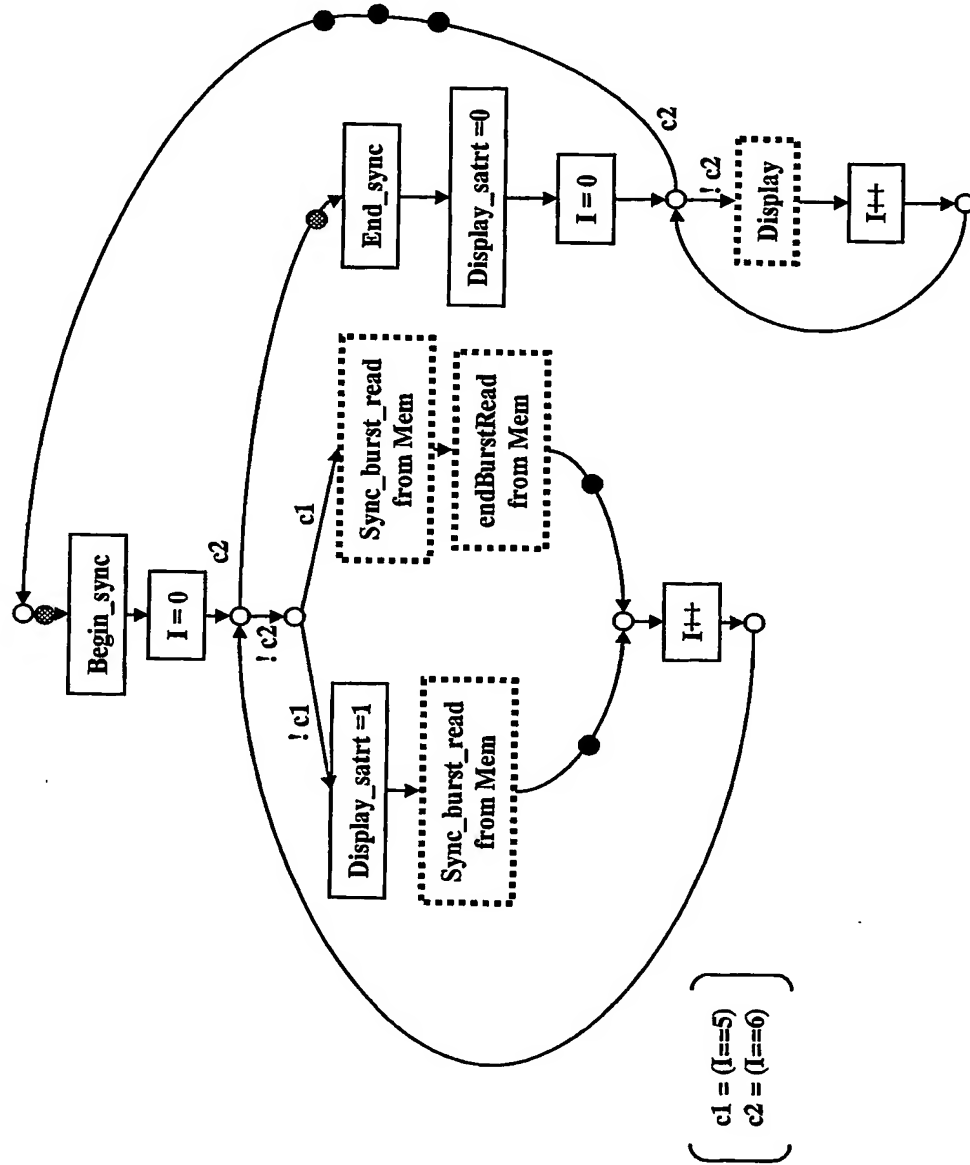 Begin_sync
I = 0
c2
! c2
! c1
c1
Display_satrt =1
Sync_burst_read
from Mem
Sync_burst_read
from Mem
endBurstRead
from Mem
I++
End_sync
Display_satrt =0
I = 0
c2
! c2
Display
I++
c1 = (I==5)
c2 = (I==6)